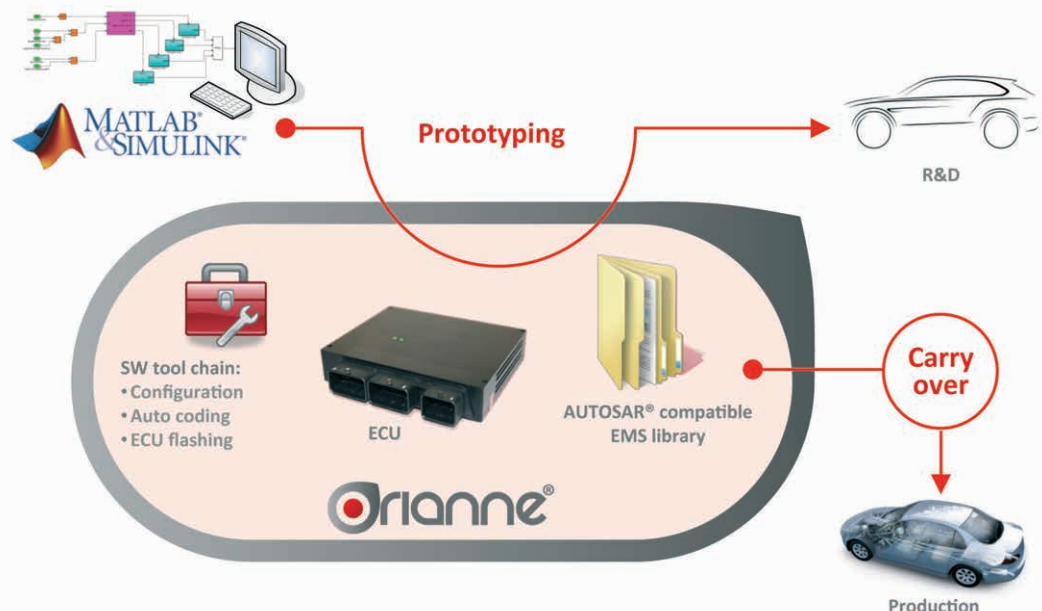 MATLAB®
&SIMULINK®
Prototyping
R&D
SW tool chain:
• Configuration
• Auto coding
• ECU flashing
ECU
AUTOSAR® compatible
EMS library
Carry
over
Orianne®
Production